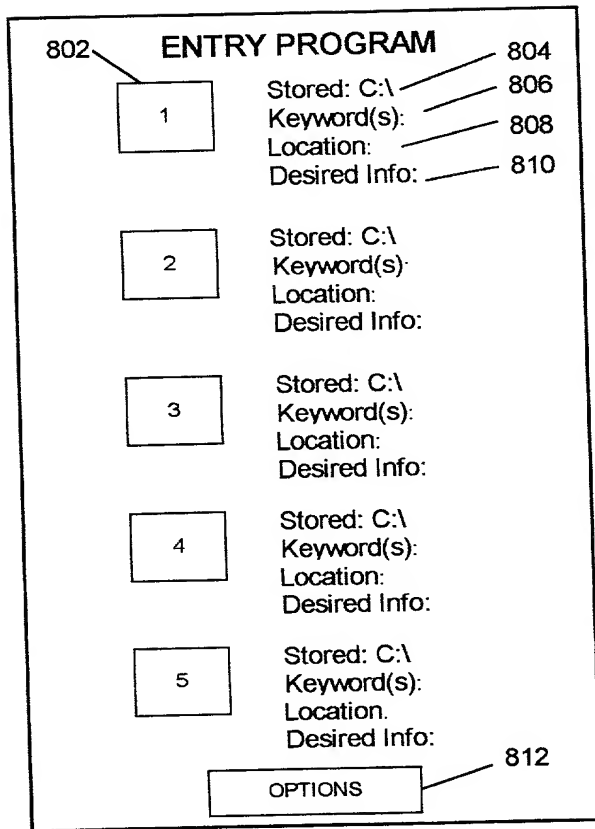 802 ENTRY PROGRAM
1 Stored: C:\ 804
Keyword(s): 806
Location: 808
Desired Info: 810
2 Stored: C:\
Keyword(s):
Location:
Desired Info:
3 Stored: C:\
Keyword(s):
Location:
Desired Info:
4 Stored: C:\
Keyword(s):
Location:
Desired Info:
5 Stored: C:\
Keyword(s):
Location.
Desired Info:
OPTIONS 812